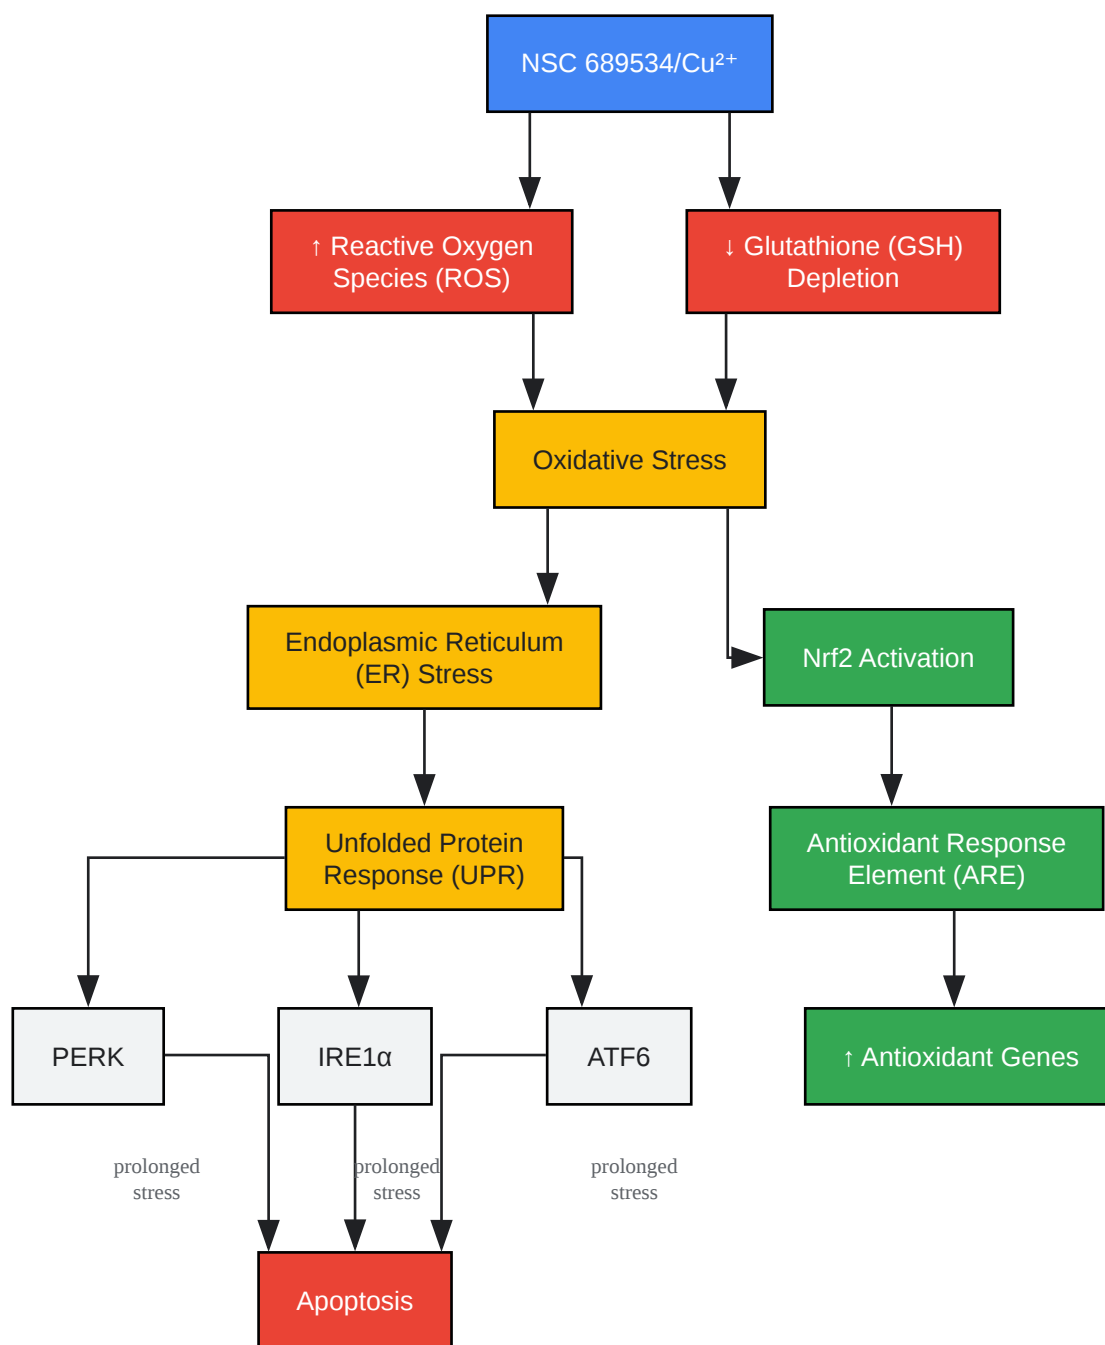 NSC 689534/Cu²⁺
↑ Reactive Oxygen
Species (ROS)
↓ Glutathione (GSH)
Depletion
Oxidative Stress
Endoplasmic Reticulum
(ER) Stress
Nrf2 Activation
Unfolded Protein
Response (UPR)
Antioxidant Response
Element (ARE)
PERK
IRE1α
ATF6
↑ Antioxidant Genes
prolonged
stress
prolonged
stress
prolonged
stress
Apoptosis